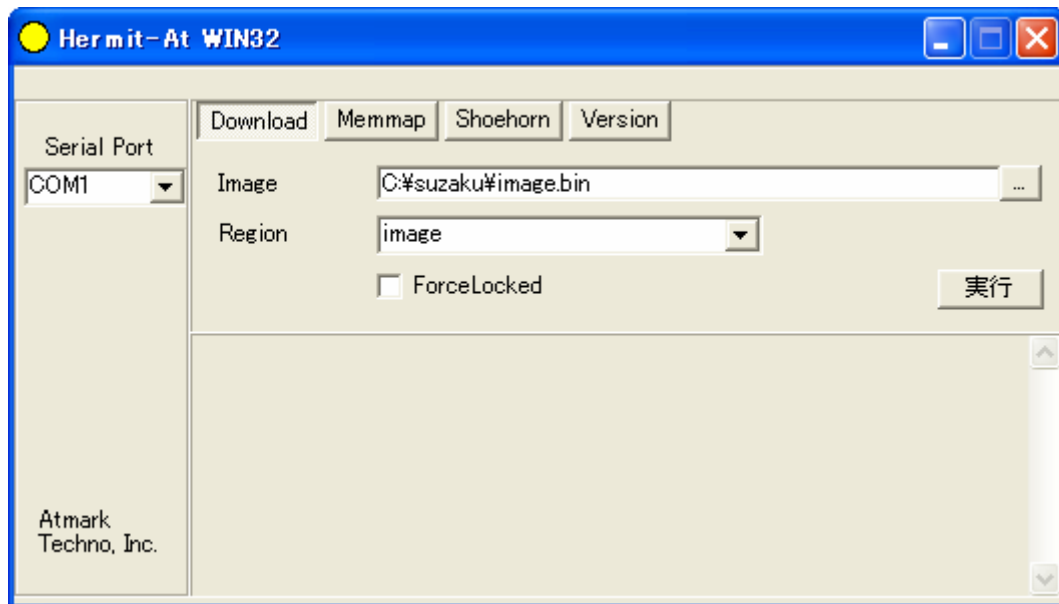 Hermit-At WIN32
Serial Port
COM1
Download Memmap Shoehorn Version
Image C:¥suzaku¥image.bin ...
Region image
ForceLocked 実行
Atmark
Techno, Inc.